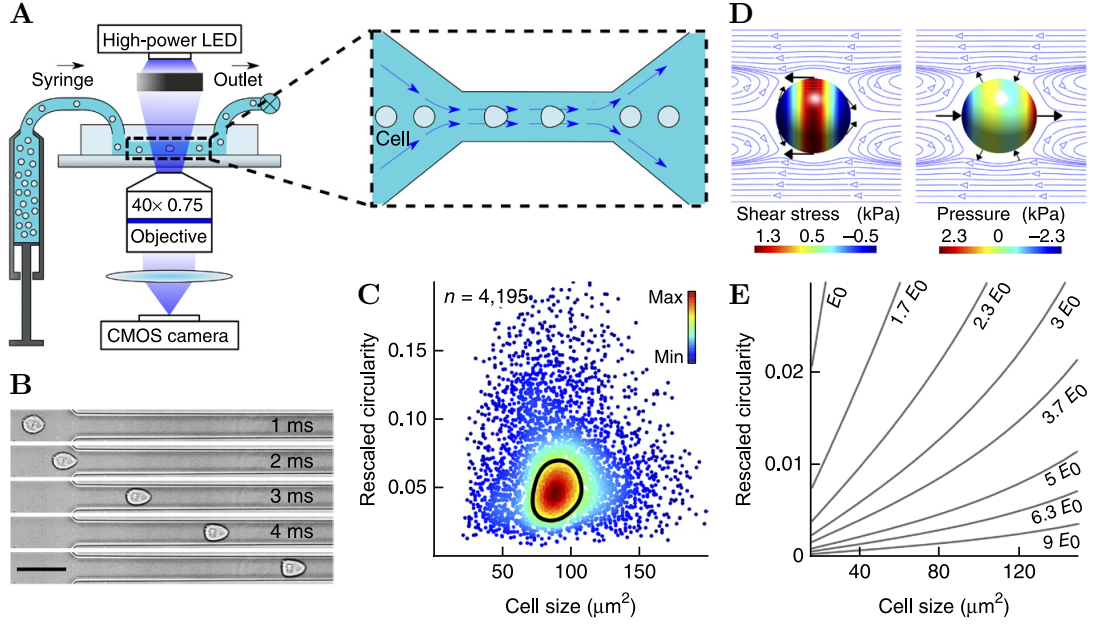 A
High-power LED
Syringe
Outlet
40× 0.75
Objective
CMOS camera
Cell
B
1 ms
2 ms
3 ms
4 ms
C
n = 4,195
Max
Min
0.15
0.10
0.05
Rescaled circularity
50
100
150
Cell size (μm²)
D
Shear stress (kPa)
1.3 0.5 –0.5
Pressure (kPa)
2.3 0 –2.3
E
E0
1.7 E0
2.3 E0
3 E0
3.7 E0
5 E0
6.3 E0
9 E0
0.02
0.01
0
Rescaled circularity
40
80
120
Cell size (μm²)